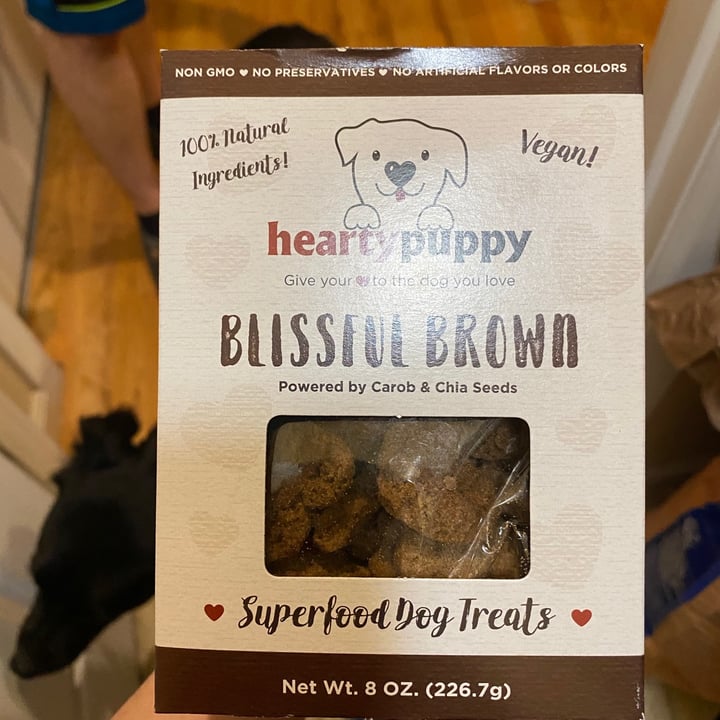 NON GMO ♥ NO PRESERVATIVES ♥ NO ARTIFICIAL FLAVORS OR COLORS
100% Natural
Ingredients!
Vegan!
heartypuppy
Give your ♥ to the dog you love
BLISSFUL BROWN
Powered by Carob & Chia Seeds
♥ Superfood Dog Treats ♥
Net Wt. 8 OZ. (226.7g)